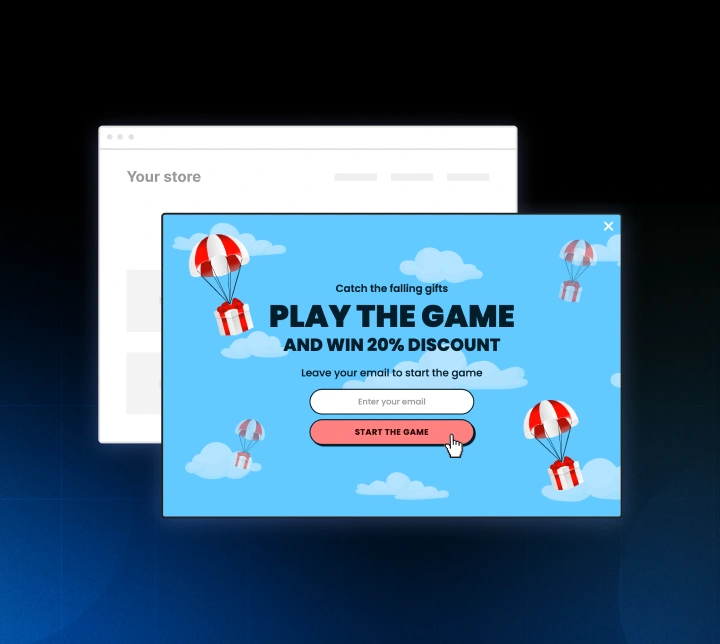 Your store
Catch the falling gifts
PLAY THE GAME
AND WIN 20% DISCOUNT
Leave your email to start the game
Enter your email
START THE GAME